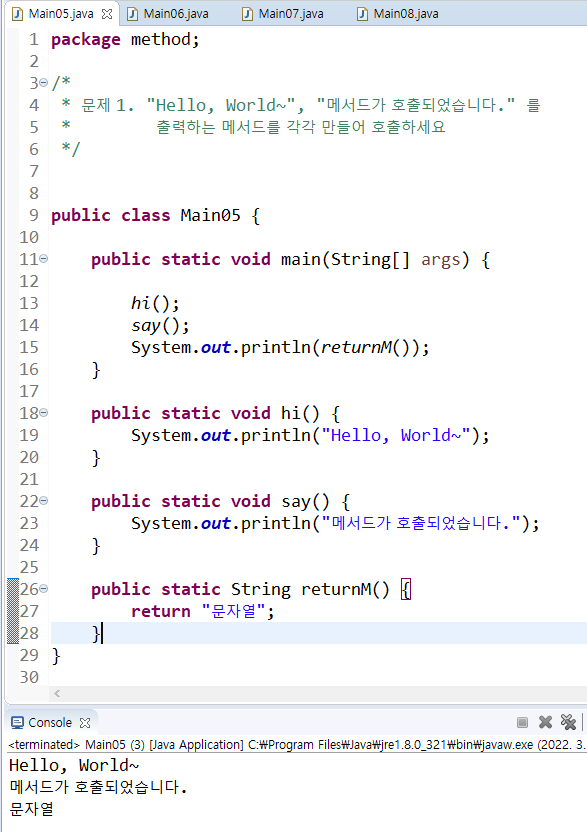 Main05.java Main06.java Main07.java Main08.java
1 package method;
2
3 /*
4  * 문제 1. "Hello, World~", "메서드가 호출되었습니다." 를
5  *         출력하는 메서드를 각각 만들어 호출하세요
6  */
7
8
9 public class Main05 {
10
11     public static void main(String[] args) {
12
13         hi();
14         say();
15         System.out.println(returnM());
16     }
17
18     public static void hi() {
19         System.out.println("Hello, World~");
20     }
21
22     public static void say() {
23         System.out.println("메서드가 호출되었습니다.");
24     }
25
26     public static String returnM() {
27         return "문자열";
28     }
29 }
30
Console
<terminated> Main05 (3) [Java Application] C:₩Program Files₩Java₩jre1.8.0_321₩bin₩javaw.exe (2022. 3.
Hello, World~
메서드가 호출되었습니다.
문자열